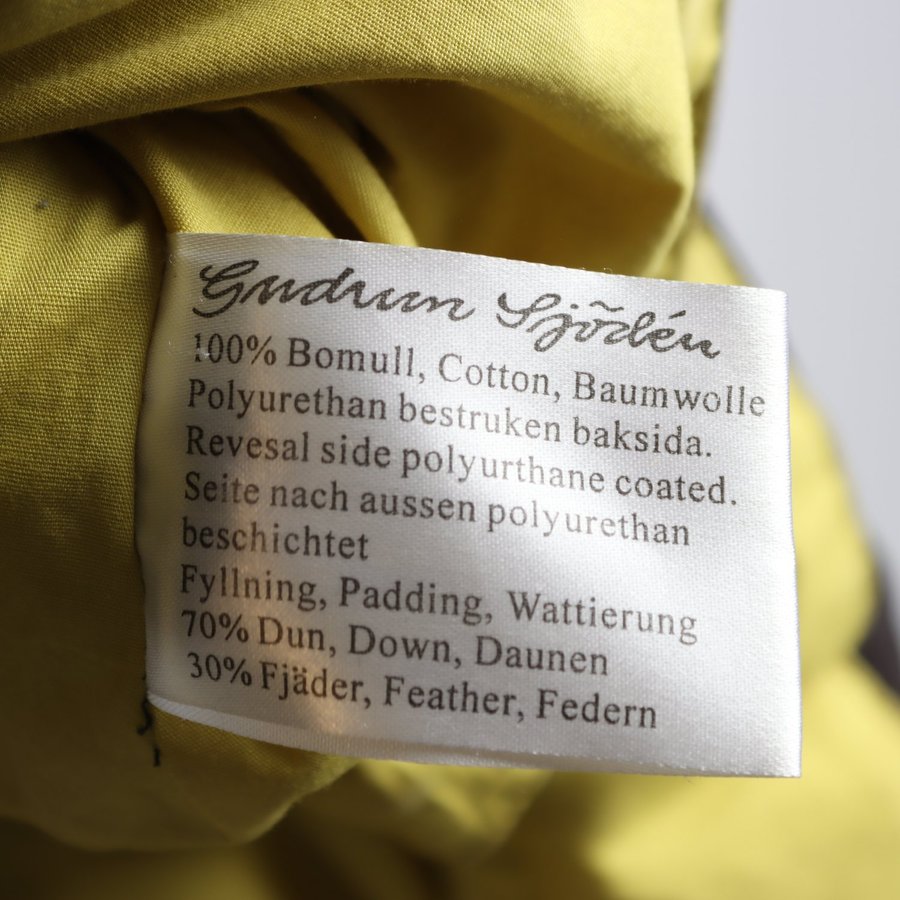 Gudrun Sjödén
100% Bomull, Cotton, Baumwolle
Polyurethan bestruken baksida.
Revesal side polyurthane coated.
Seite nach aussen polyurethan
beschichtet
Fyllning, Padding, Wattierung
70% Dun, Down, Daunen
30% Fjäder, Feather, Federn